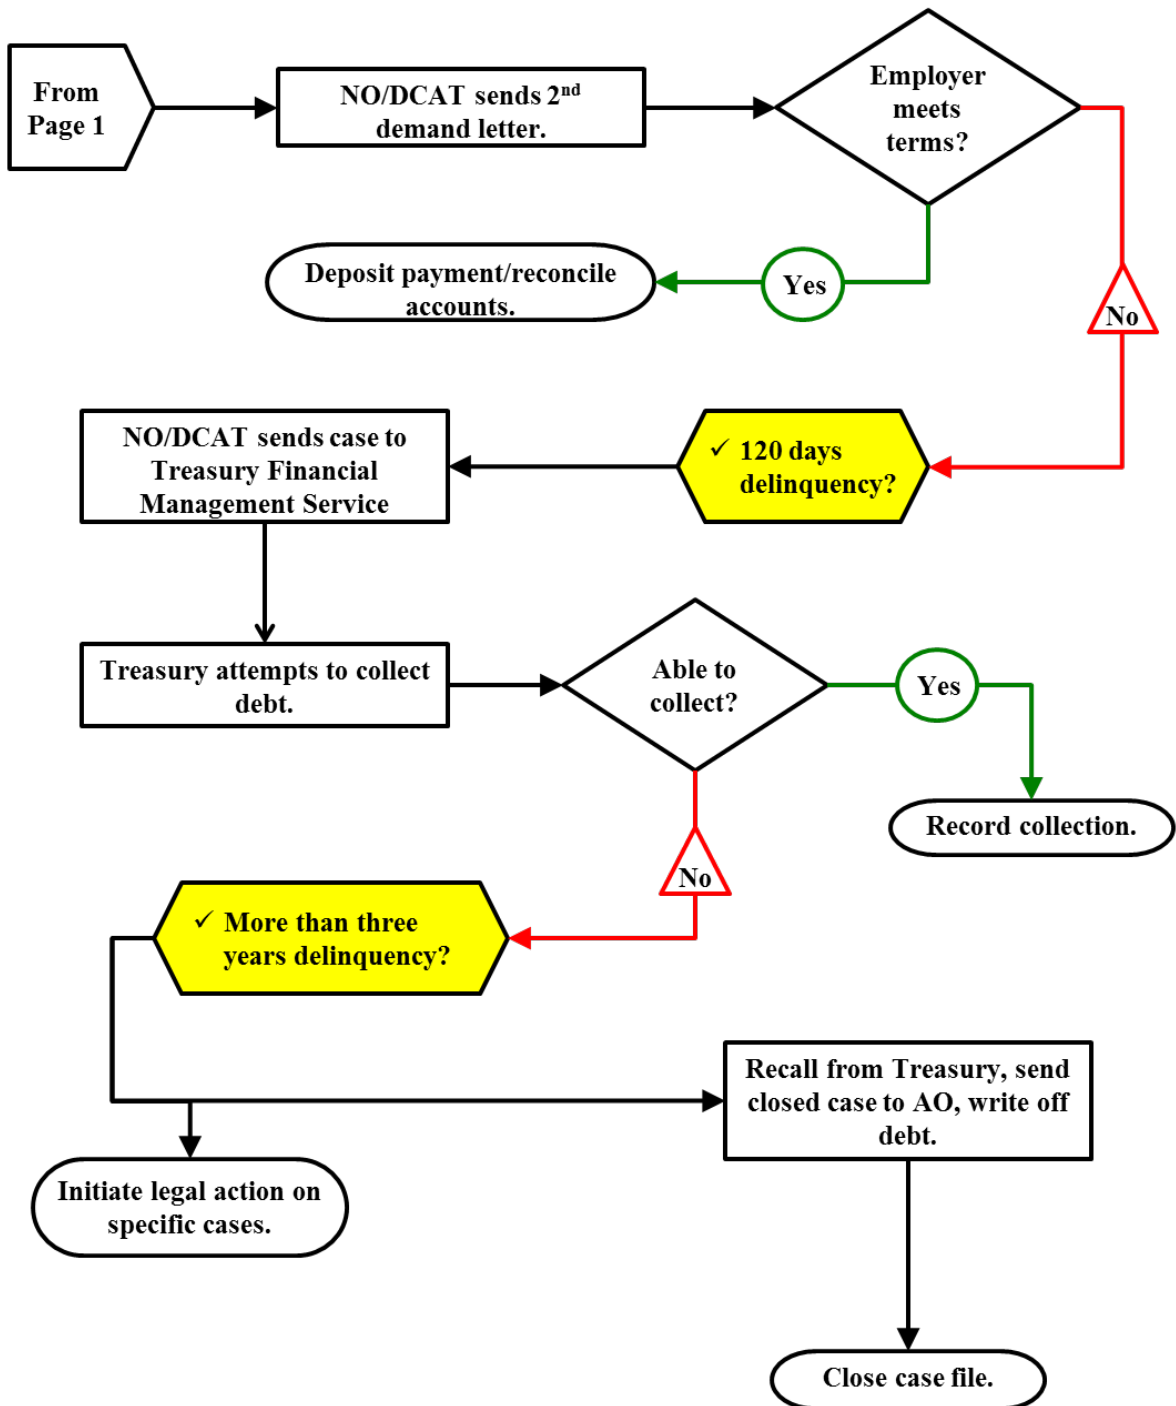 From
Page 1
NO/DCAT sends 2nd
demand letter.
Employer
meets
terms?
Deposit payment/reconcile
accounts.
Yes
No
NO/DCAT sends case to
Treasury Financial
Management Service
✓ 120 days
delinquency?
Treasury attempts to collect
debt.
Able to
collect?
Yes
Record collection.
No
✓ More than three
years delinquency?
Recall from Treasury, send
closed case to AO, write off
debt.
Initiate legal action on
specific cases.
Close case file.